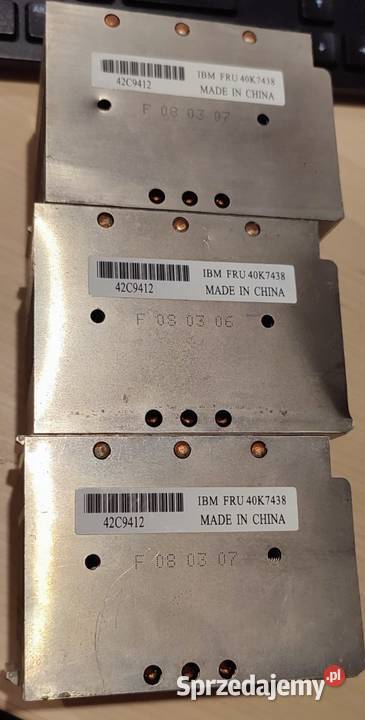 IBM FRU 40K7438
42C9412
MADE IN CHINA
F 08 03 07
IBM FRU 40K7438
42C9412
MADE IN CHINA
F 08 03 06
IBM FRU 40K7438
42C9412
MADE IN CHINA
F 08 03 07
Sprzedajemy.pl